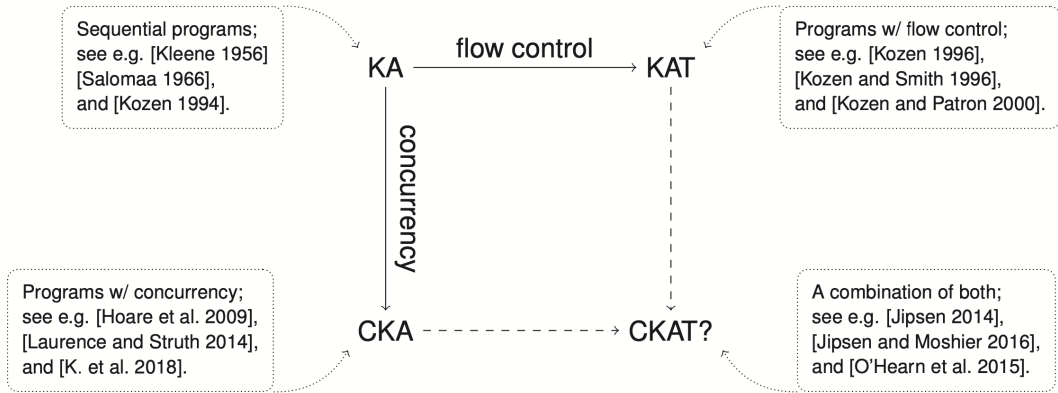 Sequential programs;
see e.g. [Kleene 1956]
[Salomaa 1966],
and [Kozen 1994].
KA
flow control
KAT
Programs w/ flow control;
see e.g. [Kozen 1996],
[Kozen and Smith 1996],
and [Kozen and Patron 2000].
concurrency
Programs w/ concurrency;
see e.g. [Hoare et al. 2009],
[Laurence and Struth 2014],
and [K. et al. 2018].
CKA
CKAT?
A combination of both;
see e.g. [Jipsen 2014],
[Jipsen and Moshier 2016],
and [O'Hearn et al. 2015].